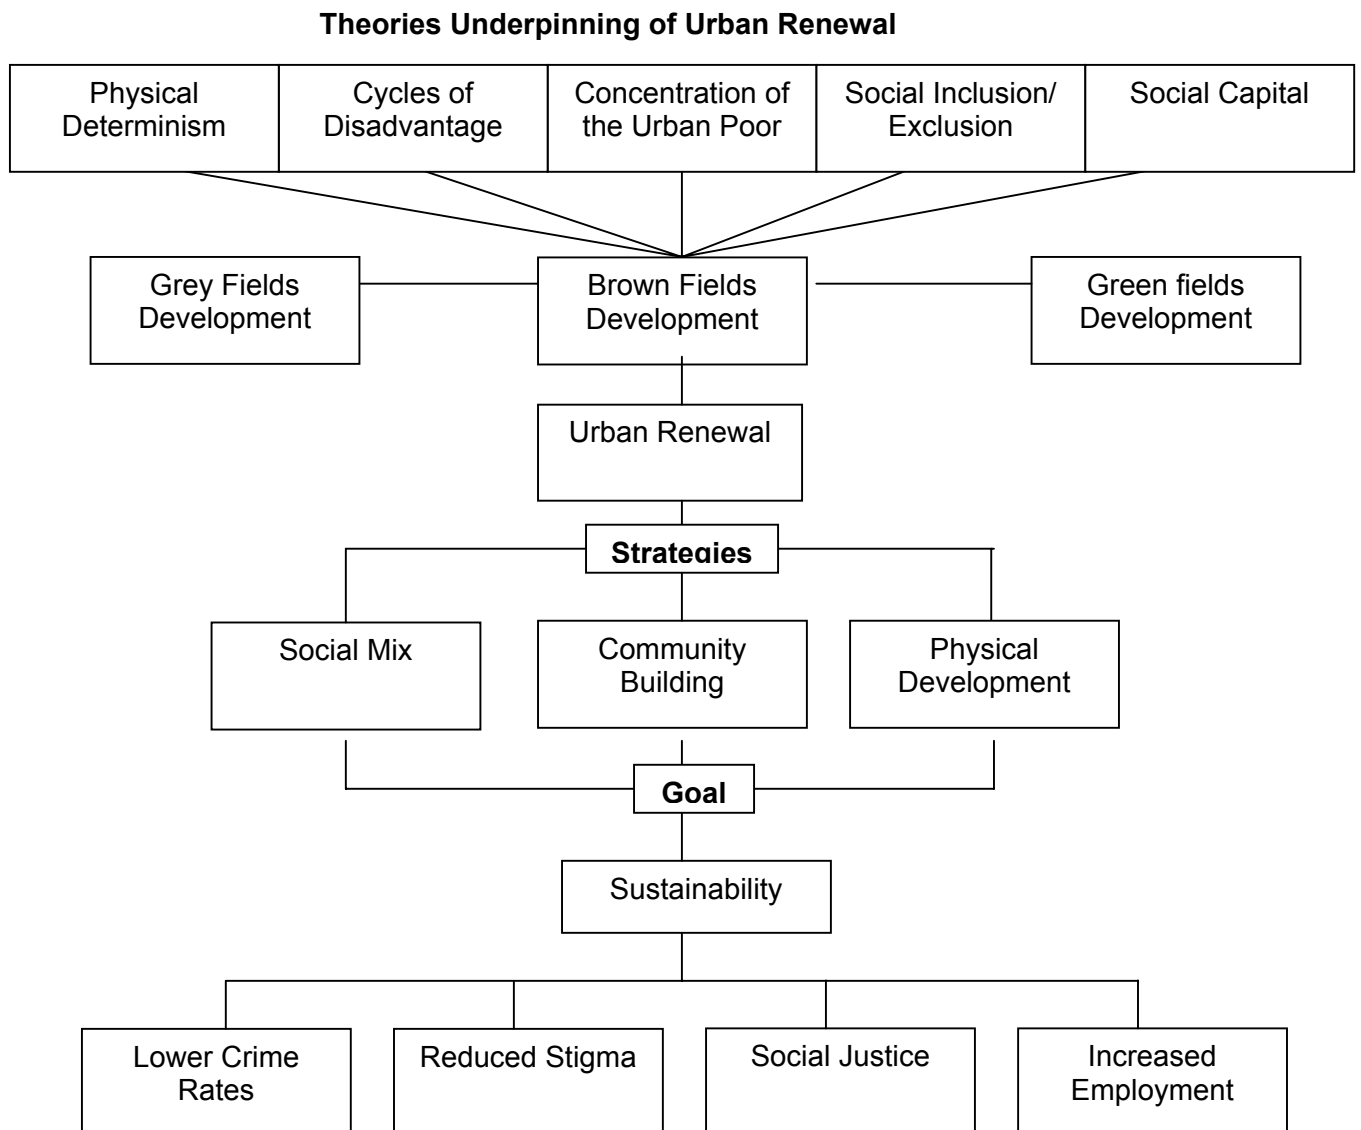 Theories Underpinning of Urban Renewal
Physical
Determinism
Cycles of
Disadvantage
Concentration of
the Urban Poor
Social Inclusion/
Exclusion
Social Capital
Grey Fields
Development
Brown Fields
Development
Green fields
Development
Urban Renewal
Strategies
Social Mix
Community
Building
Physical
Development
Goal
Sustainability
Lower Crime
Rates
Reduced Stigma
Social Justice
Increased
Employment